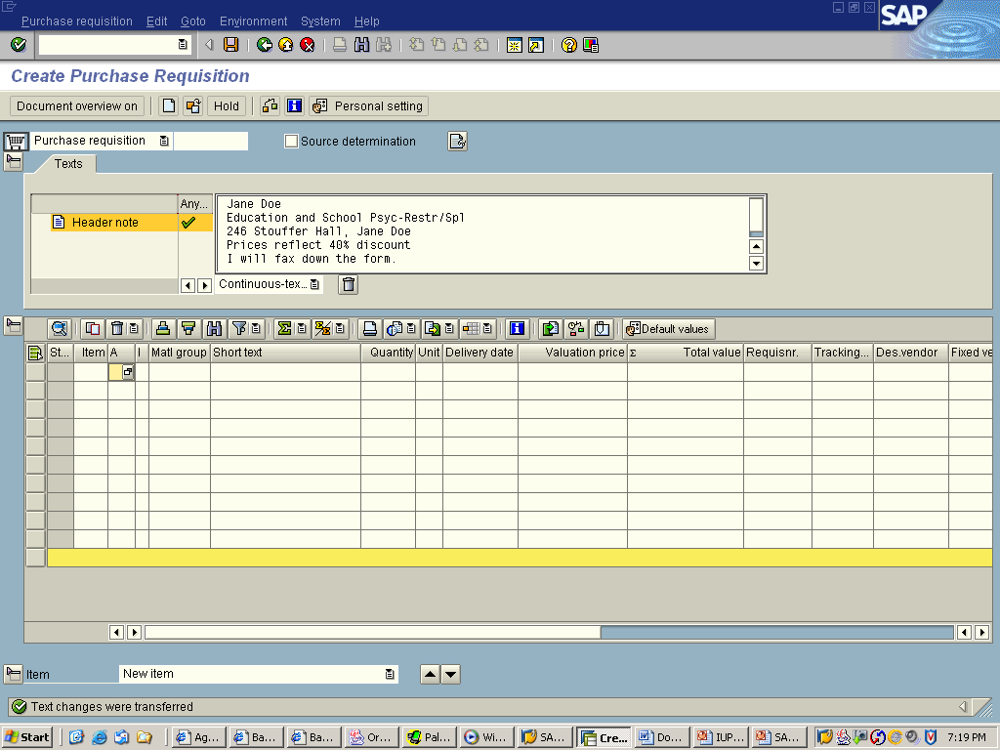 Purchase requisition Edit Goto Environment System Help
SAP
Create Purchase Requisition
Document overview on Hold Personal setting
Purchase requisition Source determination
Texts
Any...
Header note
Jane Doe
Education and School Psyc-Restr/Spl
246 Stouffer Hall, Jane Doe
Prices reflect 40% discount
I will fax down the form.
Continuous-tex...
Default values
St... Item A I Matl group Short text Quantity Unit Delivery date Valuation price Σ Total value Requisnr. Tracking... Des.vendor Fixed ve
Item New item
Text changes were transferred
Start Ag... Ba... Ba... Or... Pal... Wi... SA... Cre... Do... IUP... SA... 7:19 PM